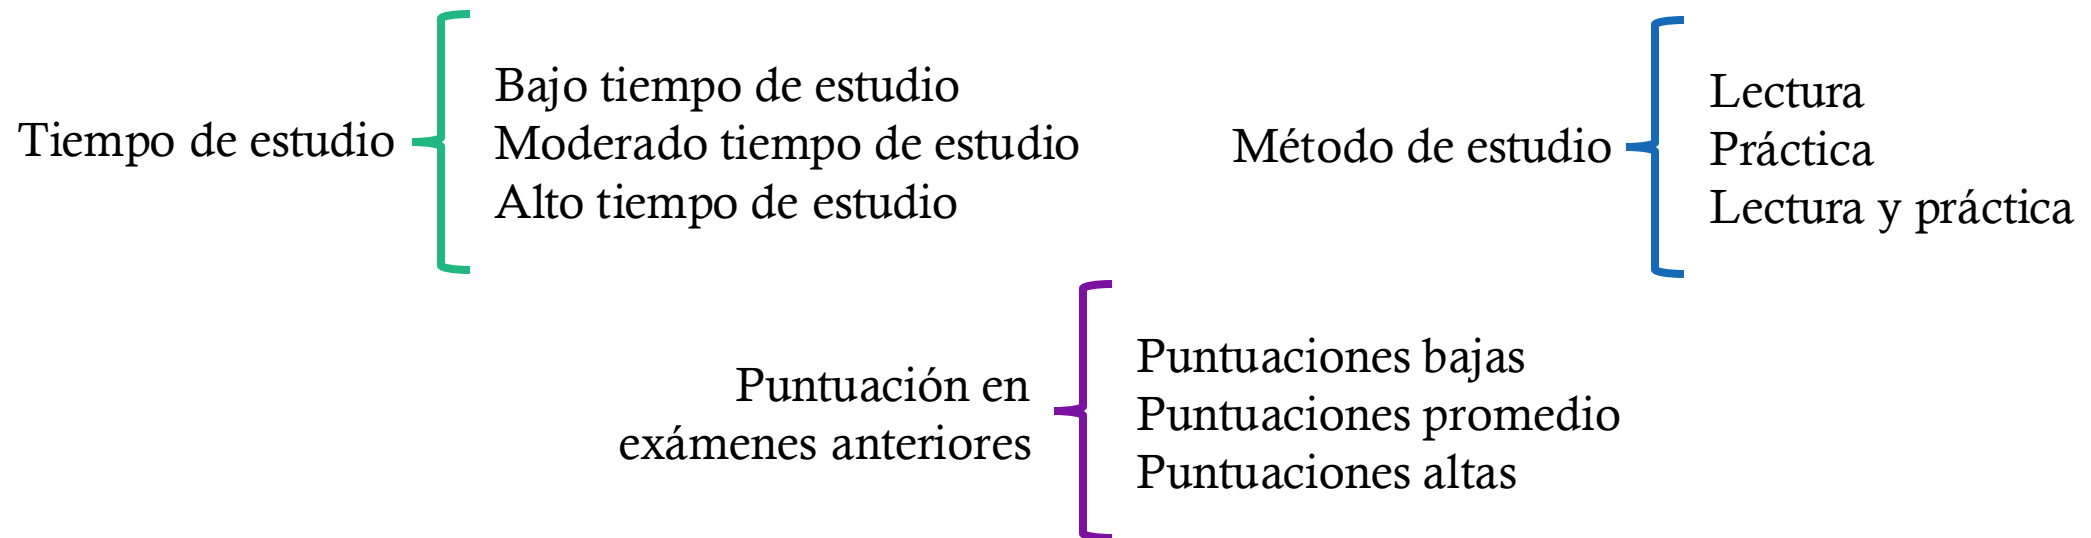 Tiempo de estudio
Bajo tiempo de estudio
Moderado tiempo de estudio
Alto tiempo de estudio
Método de estudio
Lectura
Práctica
Lectura y práctica
Puntuación en
exámenes anteriores
Puntuaciones bajas
Puntuaciones promedio
Puntuaciones altas